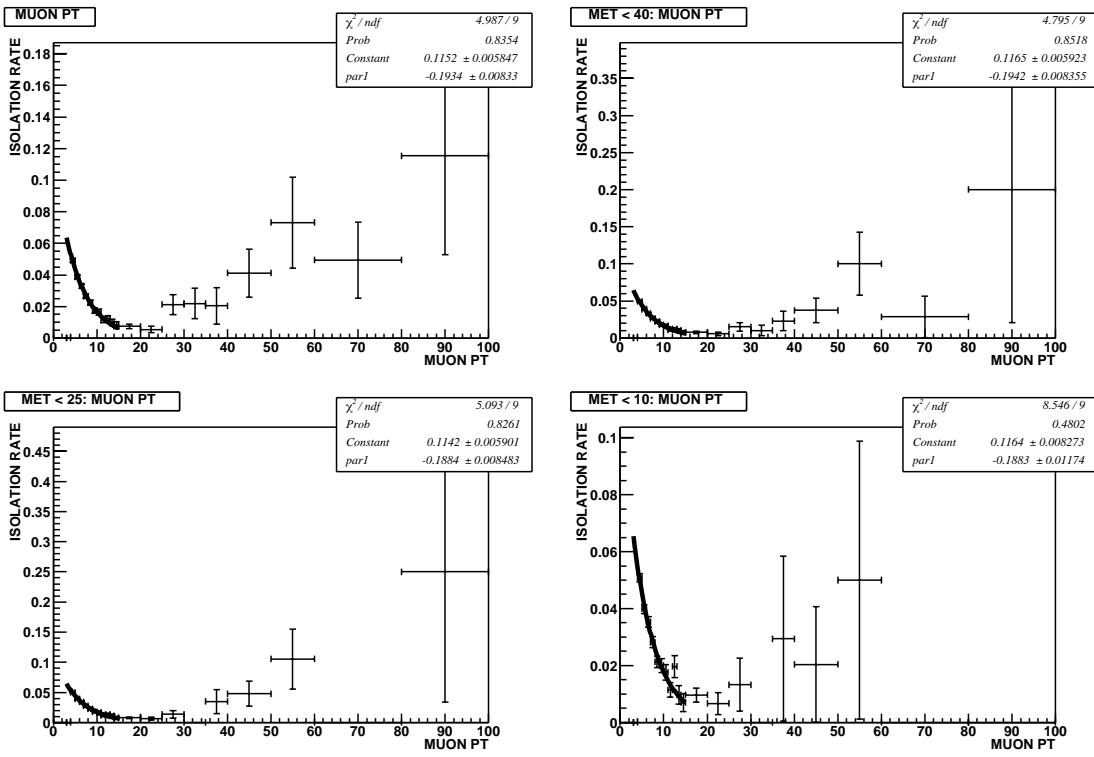 MUON PT
χ² / ndf 4.987 / 9
Prob 0.8354
Constant 0.1152 ± 0.005847
par1 -0.1934 ± 0.00833
ISOLATION RATE
0.18
0.16
0.14
0.12
0.1
0.08
0.06
0.04
0.02
0
0 10 20 30 40 50 60 70 80 90 100
MUON PT
MET < 40: MUON PT
χ² / ndf 4.795 / 9
Prob 0.8518
Constant 0.1165 ± 0.005923
par1 -0.1942 ± 0.008355
ISOLATION RATE
0.35
0.3
0.25
0.2
0.15
0.1
0.05
0
0 10 20 30 40 50 60 70 80 90 100
MUON PT
MET < 25: MUON PT
χ² / ndf 5.093 / 9
Prob 0.8261
Constant 0.1142 ± 0.005901
par1 -0.1884 ± 0.008483
ISOLATION RATE
0.45
0.4
0.35
0.3
0.25
0.2
0.15
0.1
0.05
0
0 10 20 30 40 50 60 70 80 90 100
MUON PT
MET < 10: MUON PT
χ² / ndf 8.546 / 9
Prob 0.4802
Constant 0.1164 ± 0.008273
par1 -0.1883 ± 0.01174
ISOLATION RATE
0.1
0.08
0.06
0.04
0.02
0
0 10 20 30 40 50 60 70 80 90 100
MUON PT